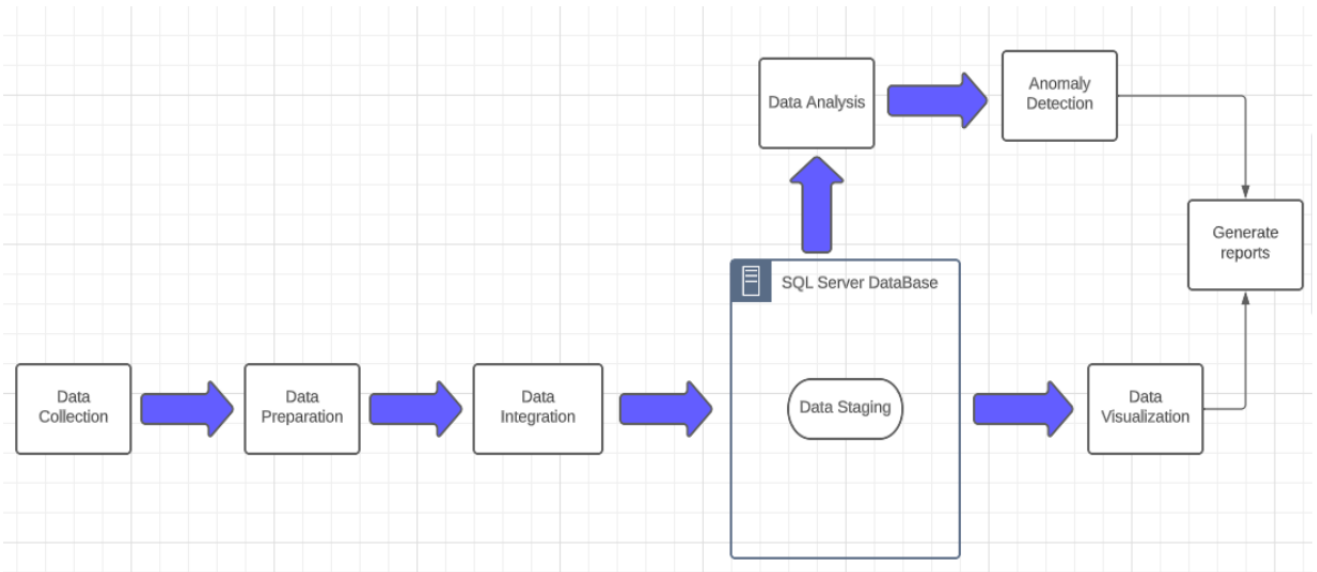 Data Analysis
Anomaly
Detection
Generate
reports
SQL Server DataBase
Data
Collection
Data
Preparation
Data
Integration
Data Staging
Data
Visualization